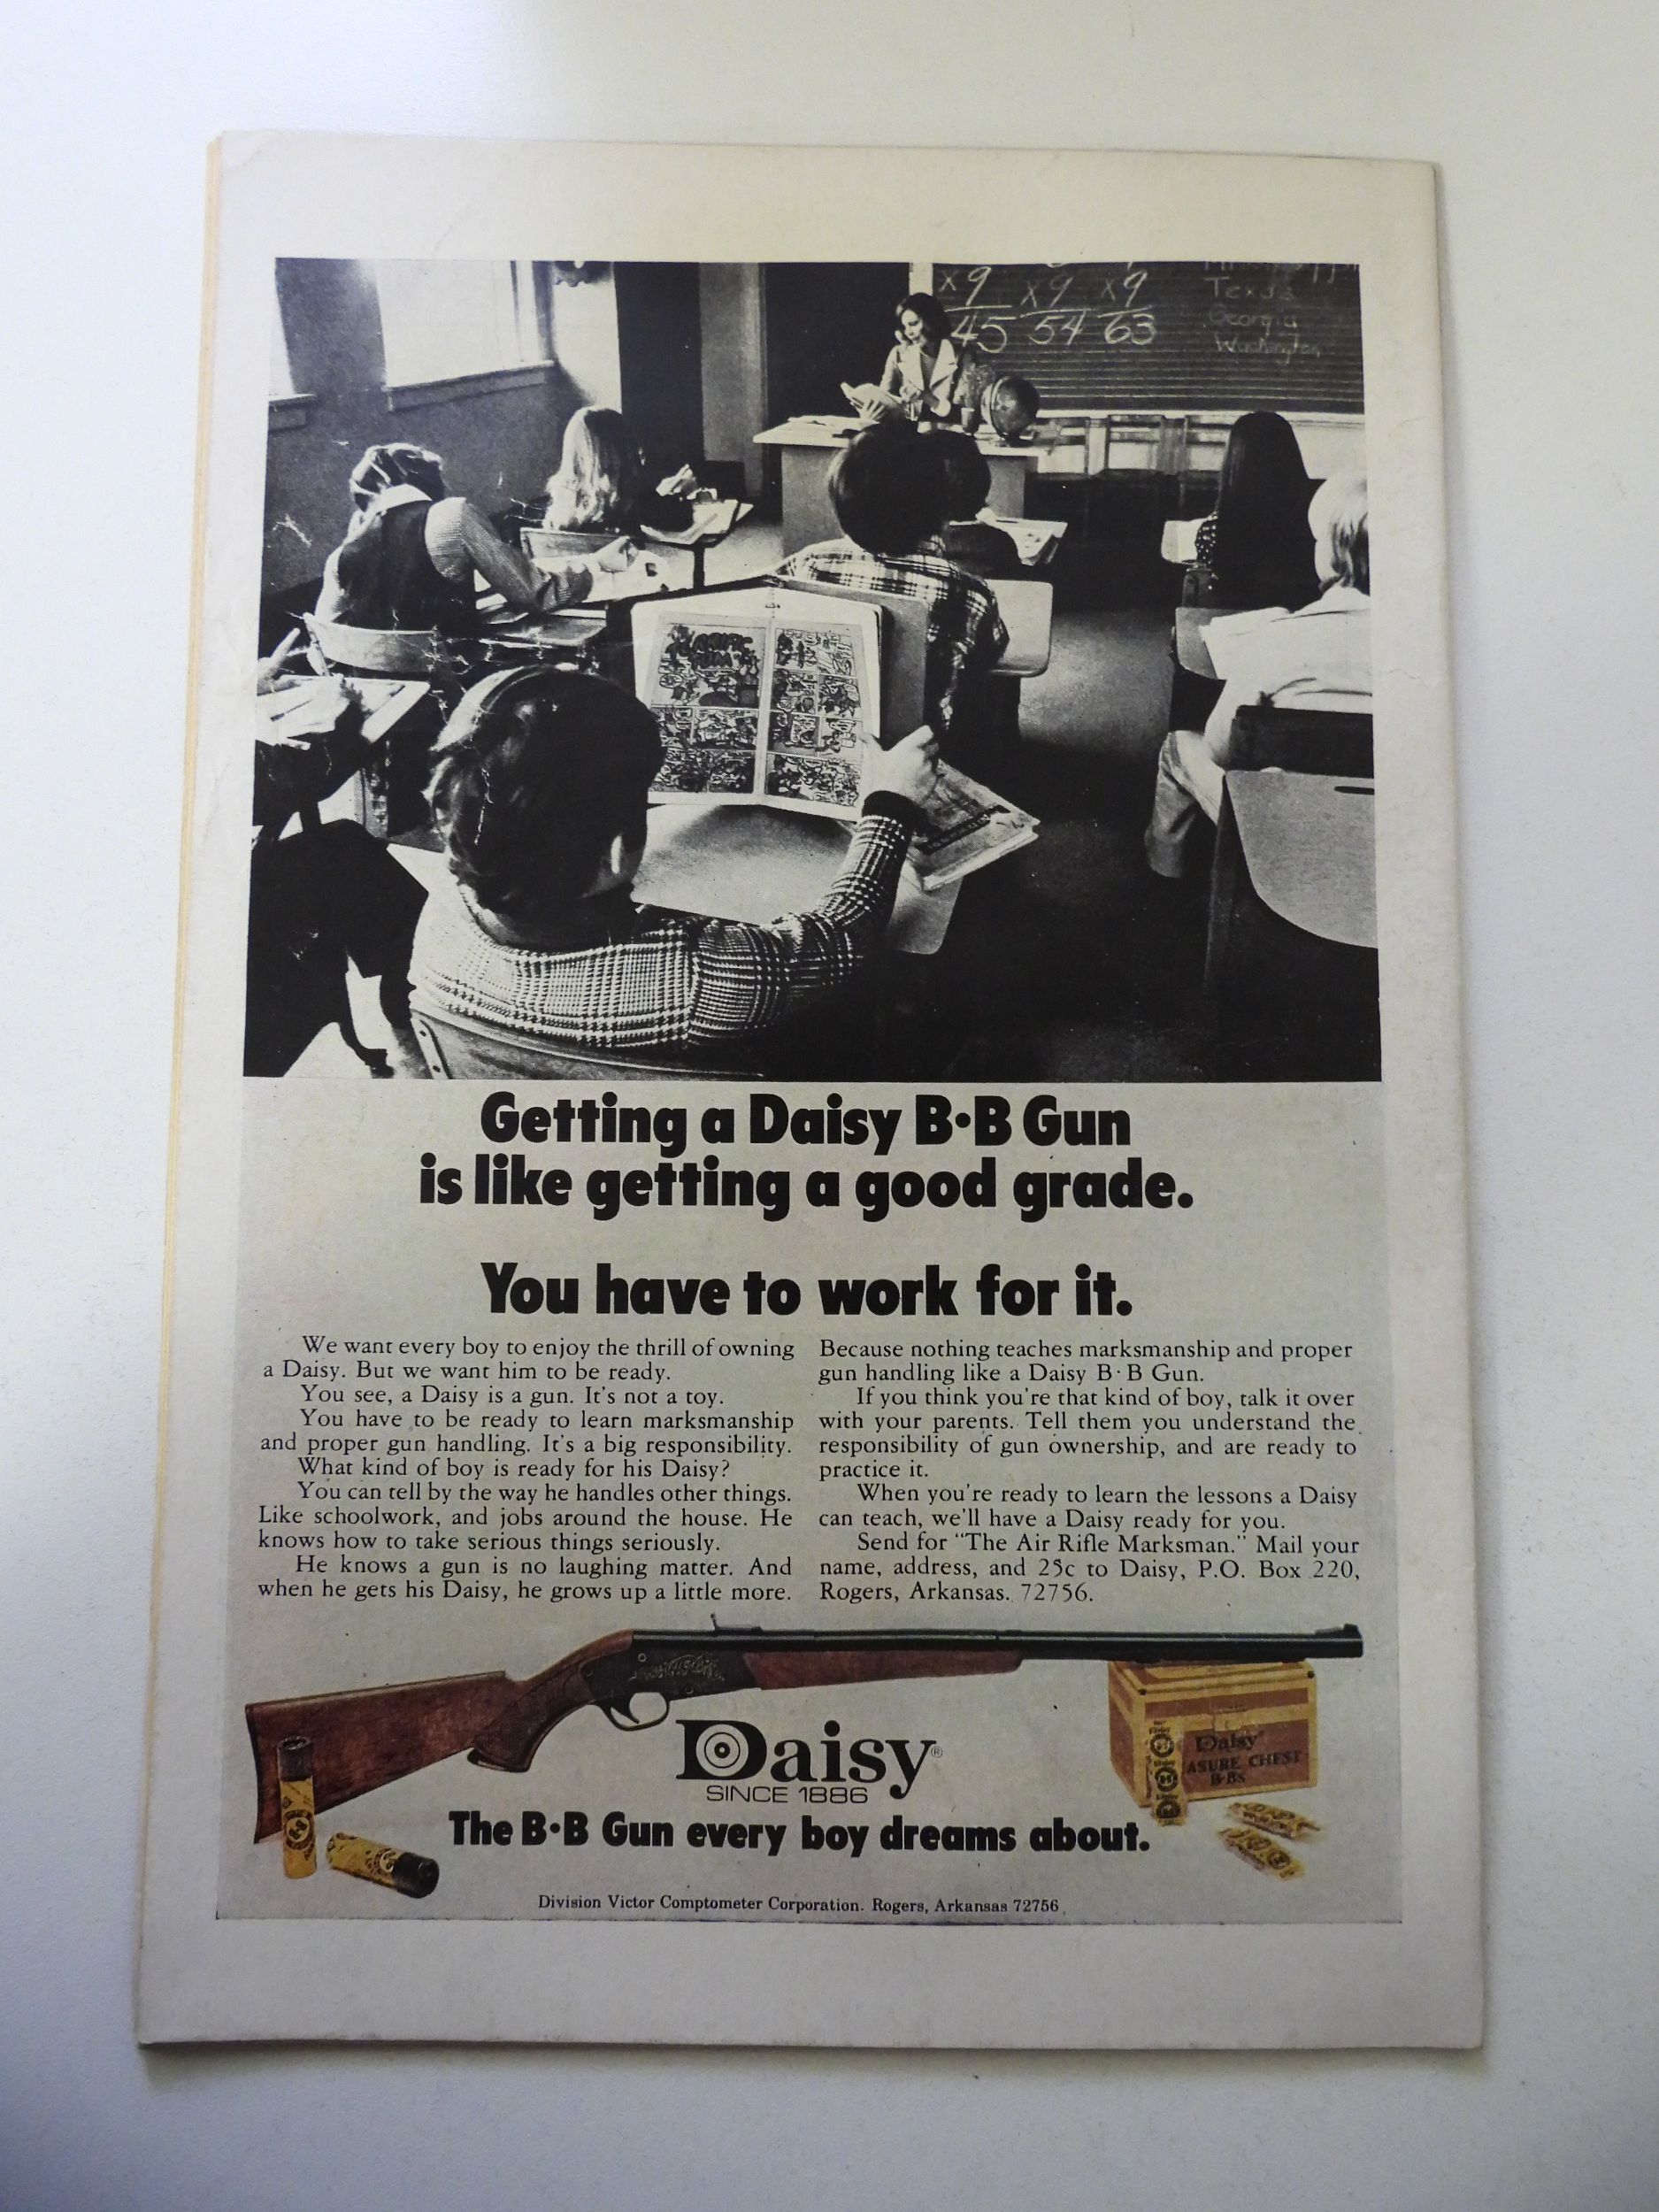 x9 x9 x9
45 54 63
Texas
Georgia
Washington
Getting a Daisy B·B Gun
is like getting a good grade.
You have to work for it.
We want every boy to enjoy the thrill of owning
a Daisy. But we want him to be ready.
You see, a Daisy is a gun. It's not a toy.
You have to be ready to learn marksmanship
and proper gun handling. It's a big responsibility.
What kind of boy is ready for his Daisy?
You can tell by the way he handles other things.
Like schoolwork, and jobs around the house. He
knows how to take serious things seriously.
He knows a gun is no laughing matter. And
when he gets his Daisy, he grows up a little more.
Because nothing teaches marksmanship and proper
gun handling like a Daisy B·B Gun.
If you think you're that kind of boy, talk it over
with your parents. Tell them you understand the
responsibility of gun ownership, and are ready to
practice it.
When you're ready to learn the lessons a Daisy
can teach, we'll have a Daisy ready for you.
Send for "The Air Rifle Marksman." Mail your
name, address, and 25c to Daisy, P.O. Box 220,
Rogers, Arkansas. 72756.
Daisy®
SINCE 1886
Daisy
ASURE CHEST
B·BS
The B·B Gun every boy dreams about.
Division Victor Comptometer Corporation. Rogers, Arkansas 72756